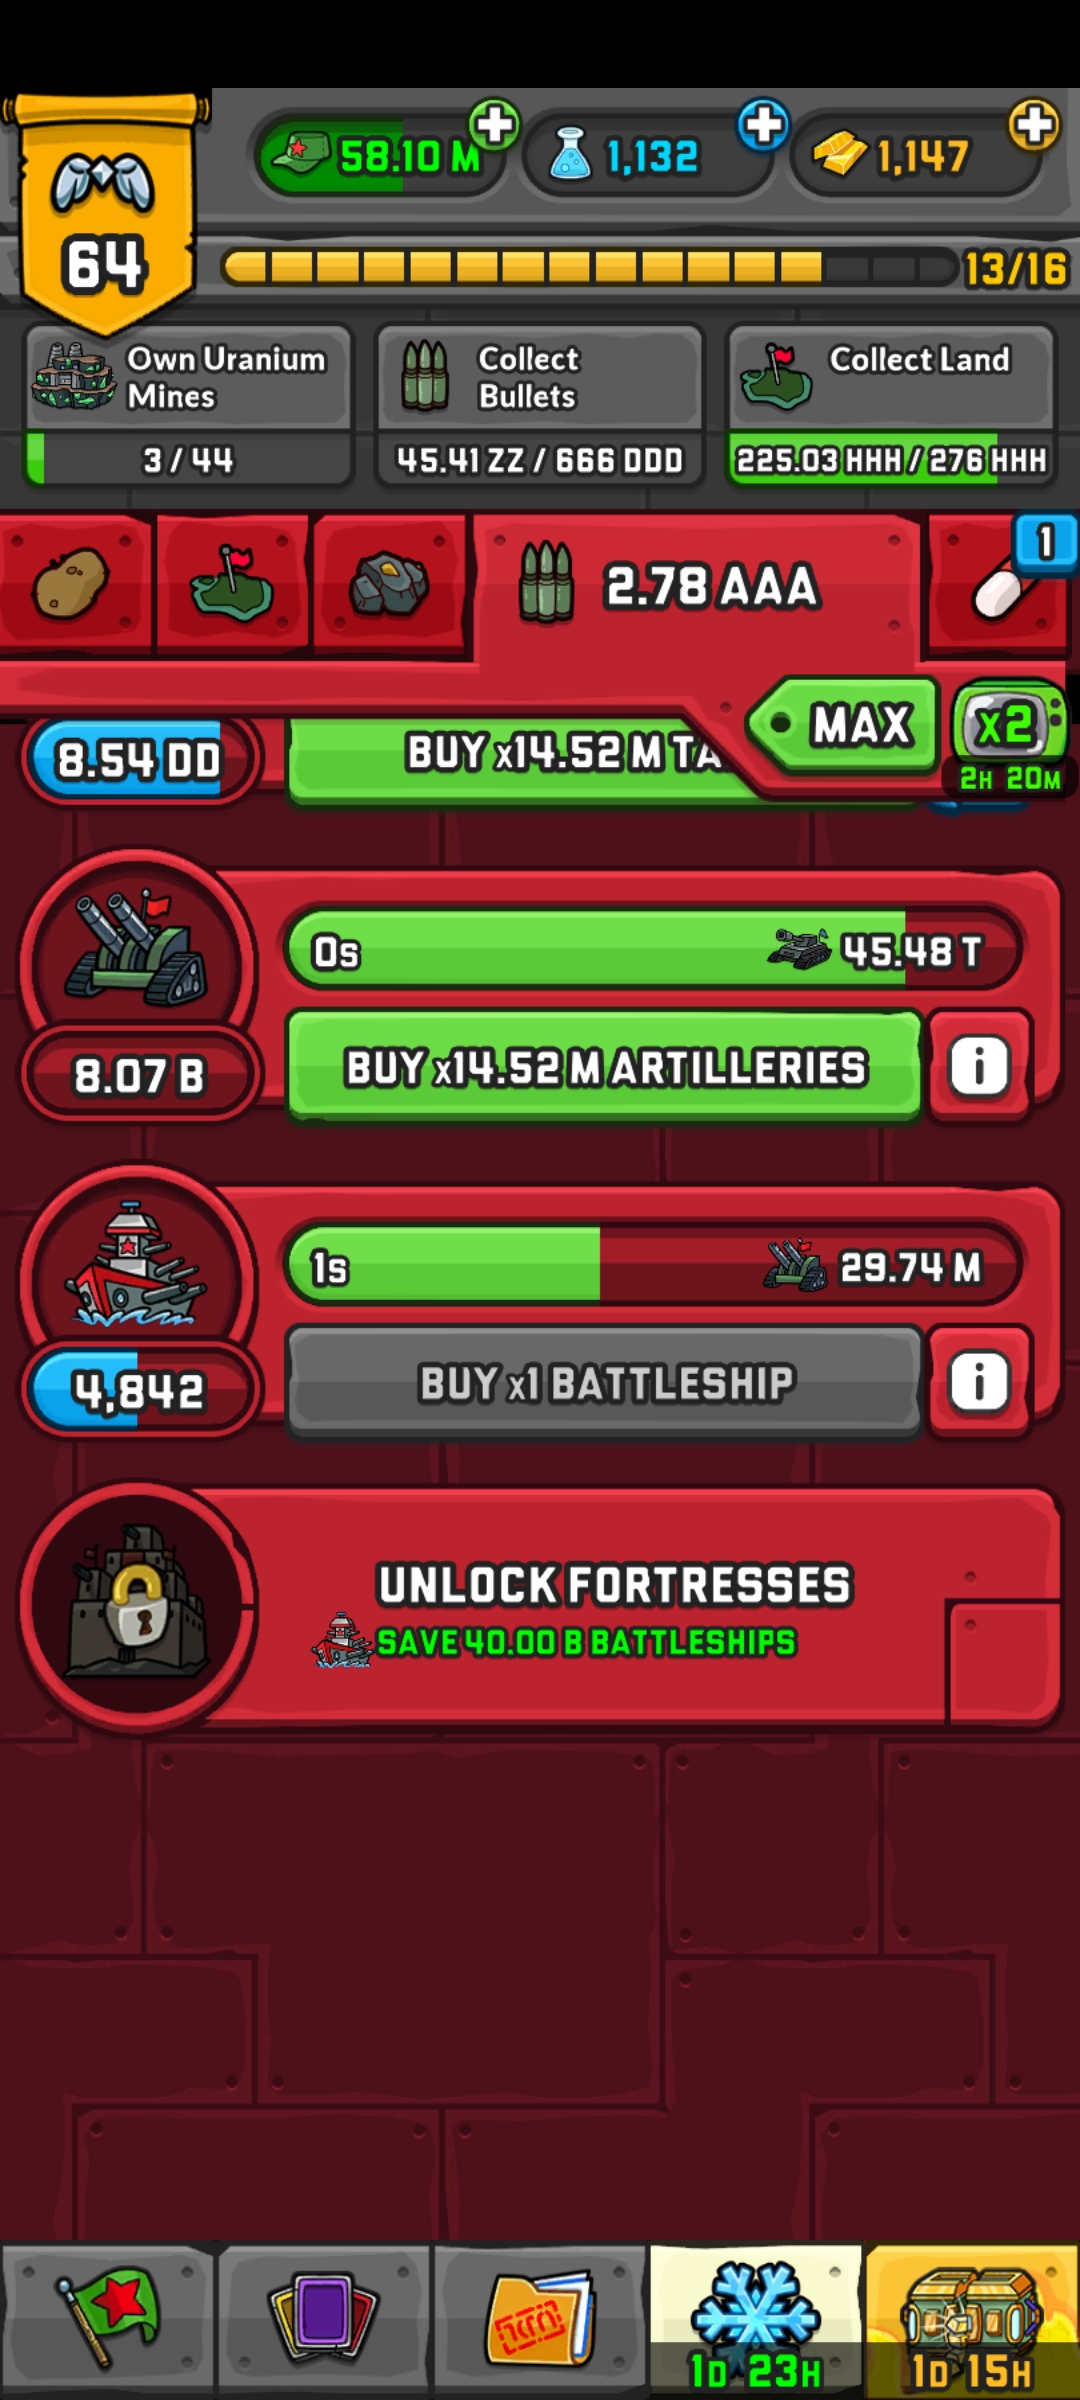 58.10 M
1,132
1,147
64
13/16
Own Uranium
Mines
3 / 44
Collect
Bullets
45.41 ZZ / 666 DDD
Collect Land
225.03 HHH / 276 HHH
2.78 AAA
1
MAX
x2
2H 20M
8.54 DD
BUY x14.52 M TA
0s
45.48 T
8.07 B
BUY x14.52 M ARTILLERIES
i
1s
29.74 M
4,842
BUY x1 BATTLESHIP
i
UNLOCK FORTRESSES
SAVE 40.00 B BATTLESHIPS
1D 23H
1D 15H